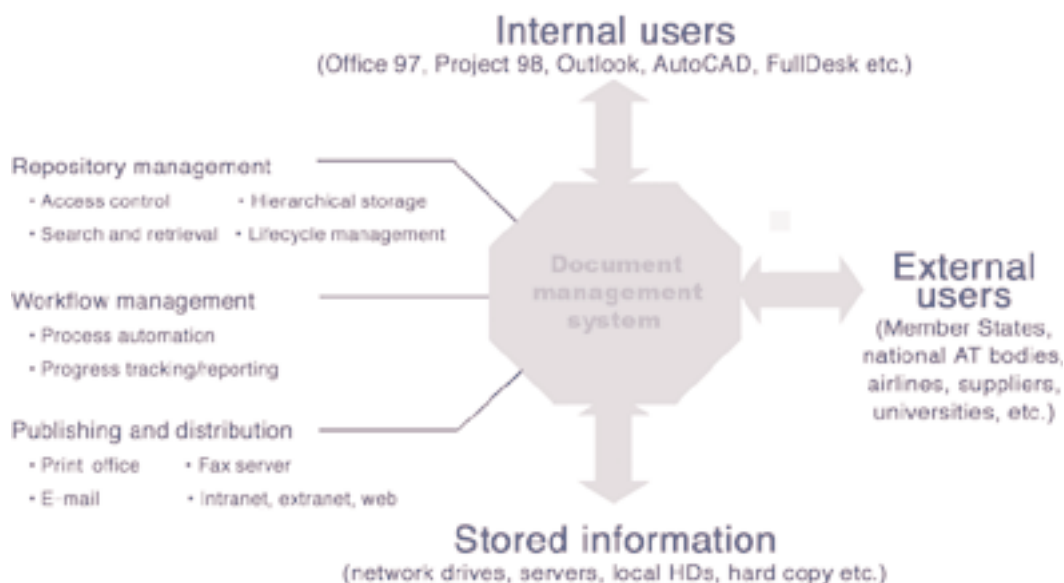 Internal users
(Office 97, Project 98, Outlook, AutoCAD, FullDesk etc.)
Repository management
• Access control • Hierarchical storage
• Search and retrieval • Lifecycle management
Document
management
system
External
users
(Member States,
national AT bodies,
airlines, suppliers,
universities, etc.)
Workflow management
• Process automation
• Progress tracking/reporting
Publishing and distribution
• Print office • Fax server
• E-mail • Intranet, extranet, web
Stored information
(network drives, servers, local HDs, hard copy etc.)